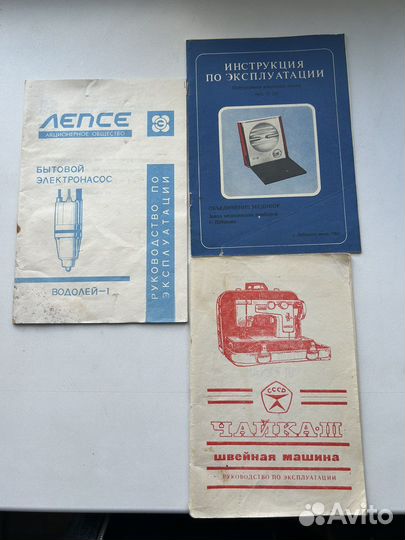 ЛЕПСЕ
АКЦИОНЕРНОЕ ОБЩЕСТВО
БЫТОВОЙ
ЭЛЕКТРОНАСОС
ВОДОЛЕЙ-1
РУКОВОДСТВО ПО
ЭКСПЛУАТАЦИИ
ИНСТРУКЦИЯ
ПО ЭКСПЛУАТАЦИИ
ОБЪЕДИНЕНИЕ
СССР
ЧАЙКА-III
швейная машина
РУКОВОДСТВО ПО ЭКСПЛУАТАЦИИ
Avito